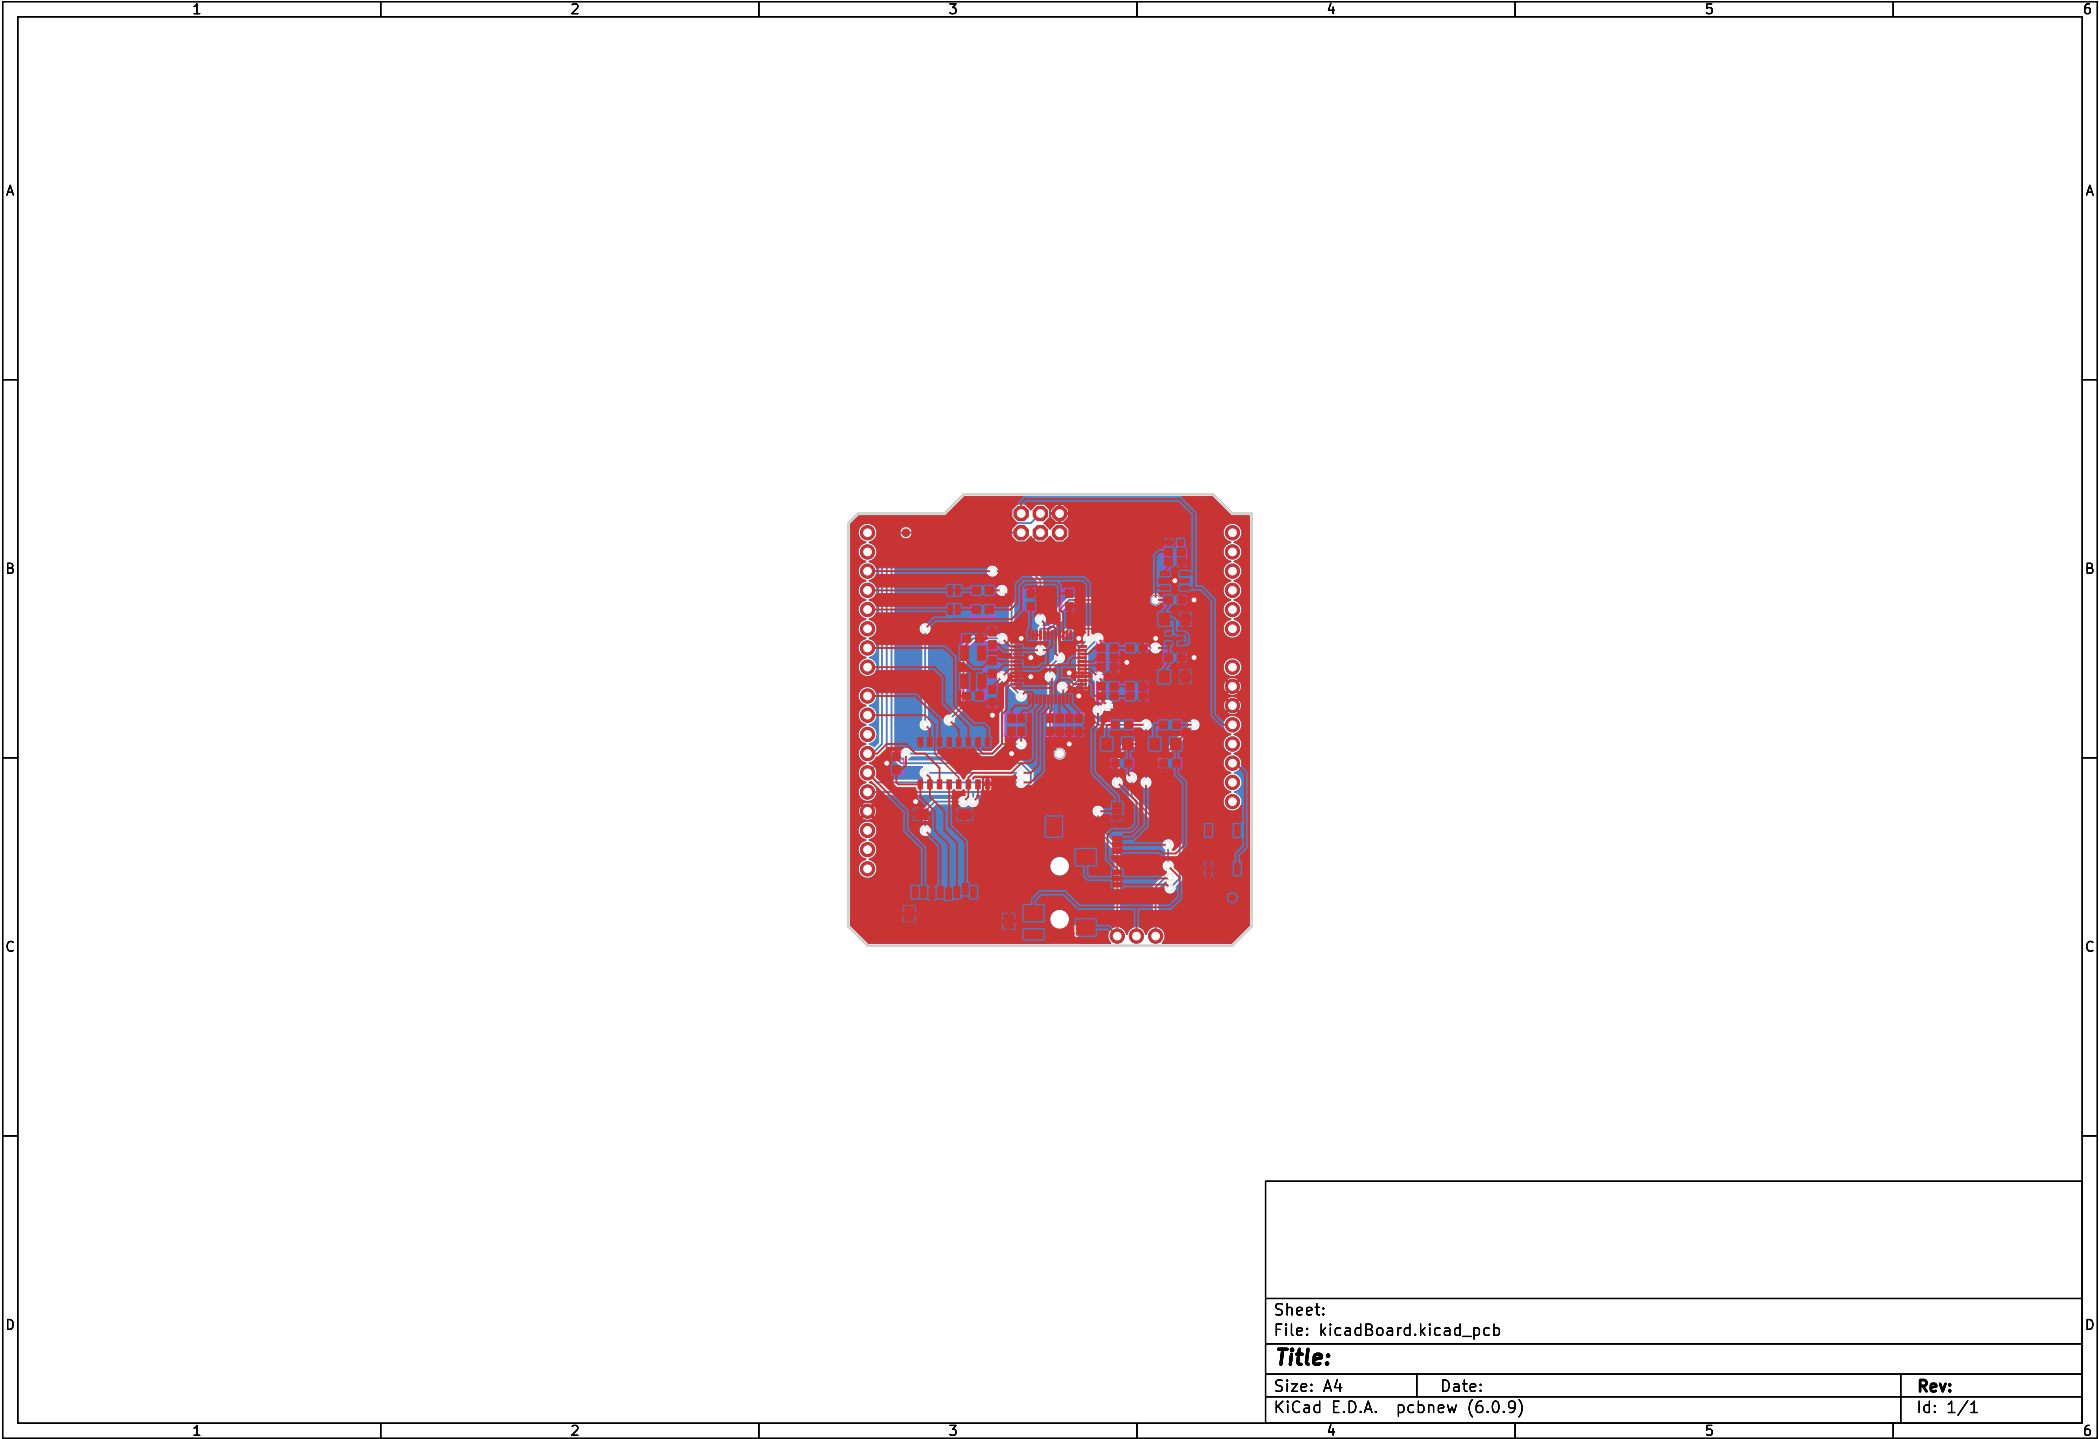 1 2 3 4 5 6
A A
B B
C C
D D
Sheet:
File: kicadBoard.kicad_pcb
Title:
Size: A4 Date: Rev:
KiCad E.D.A. pcbnew (6.0.9) Id: 1/1
1 2 3 4 5 6